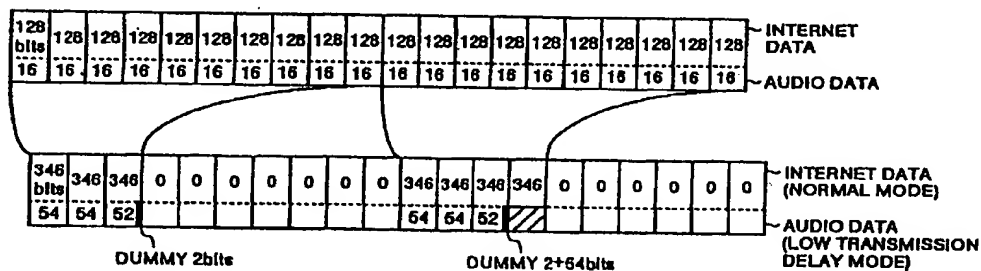 128 bits 128 128 128 128 128 128 128 128 128 128 128 128 128 128 128 128 128 128 128 INTERNET DATA
16 16 16 16 16 16 16 16 16 16 16 16 16 16 16 16 16 16 16 16 AUDIO DATA
346 bits 346 346 0 0 0 0 0 0 0 346 346 346 346 0 0 0 0 0 0 INTERNET DATA (NORMAL MODE)
54 54 52 54 54 52 AUDIO DATA (LOW TRANSMISSION DELAY MODE)
DUMMY 2bits DUMMY 2+64bits